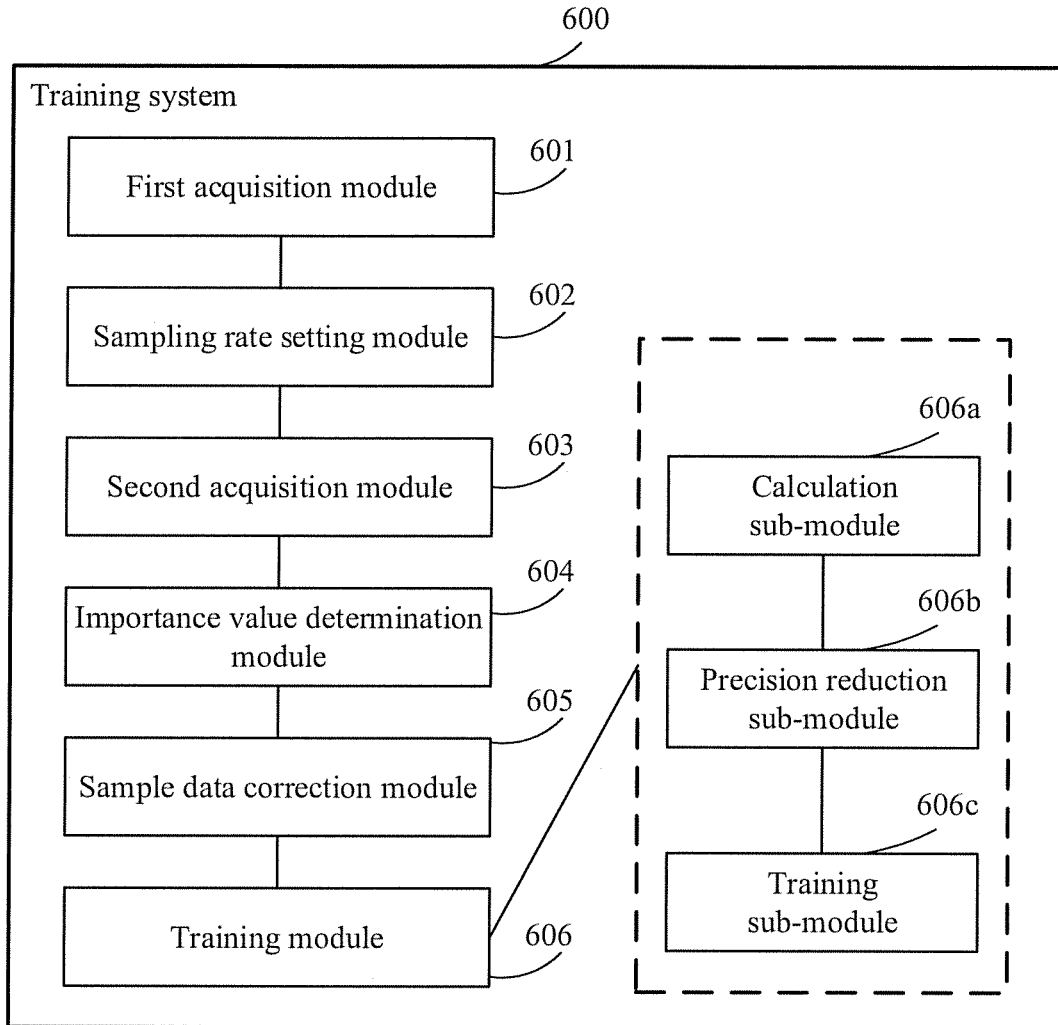 600
Training system
601
First acquisition module
602
Sampling rate setting module
603
Second acquisition module
604
Importance value determination
module
605
Sample data correction module
Training module
606
606a
Calculation
sub-module
606b
Precision reduction
sub-module
606c
Training
sub-module